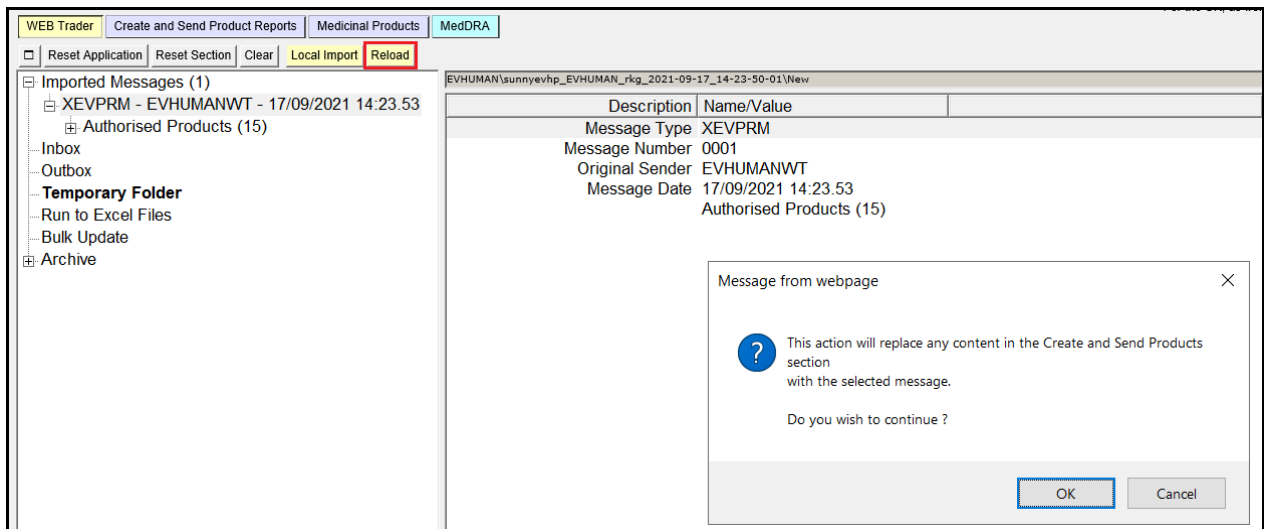 WEB Trader Create and Send Product Reports Medicinal Products MedDRA
Reset Application Reset Section Clear Local Import Reload
Imported Messages (1)
XEVPRM - EVHUMANWT - 17/09/2021 14:23.53
Authorised Products (15)
Inbox
Outbox
Temporary Folder
Run to Excel Files
Bulk Update
Archive
EVHUMAN\sunnyevhp_EVHUMAN_rkg_2021-09-17_14-23-50-01\New
Description Name/Value
Message Type XEVPRM
Message Number 0001
Original Sender EVHUMANWT
Message Date 17/09/2021 14:23.53
Authorised Products (15)
Message from webpage
This action will replace any content in the Create and Send Products
section
with the selected message.
Do you wish to continue ?
OK Cancel